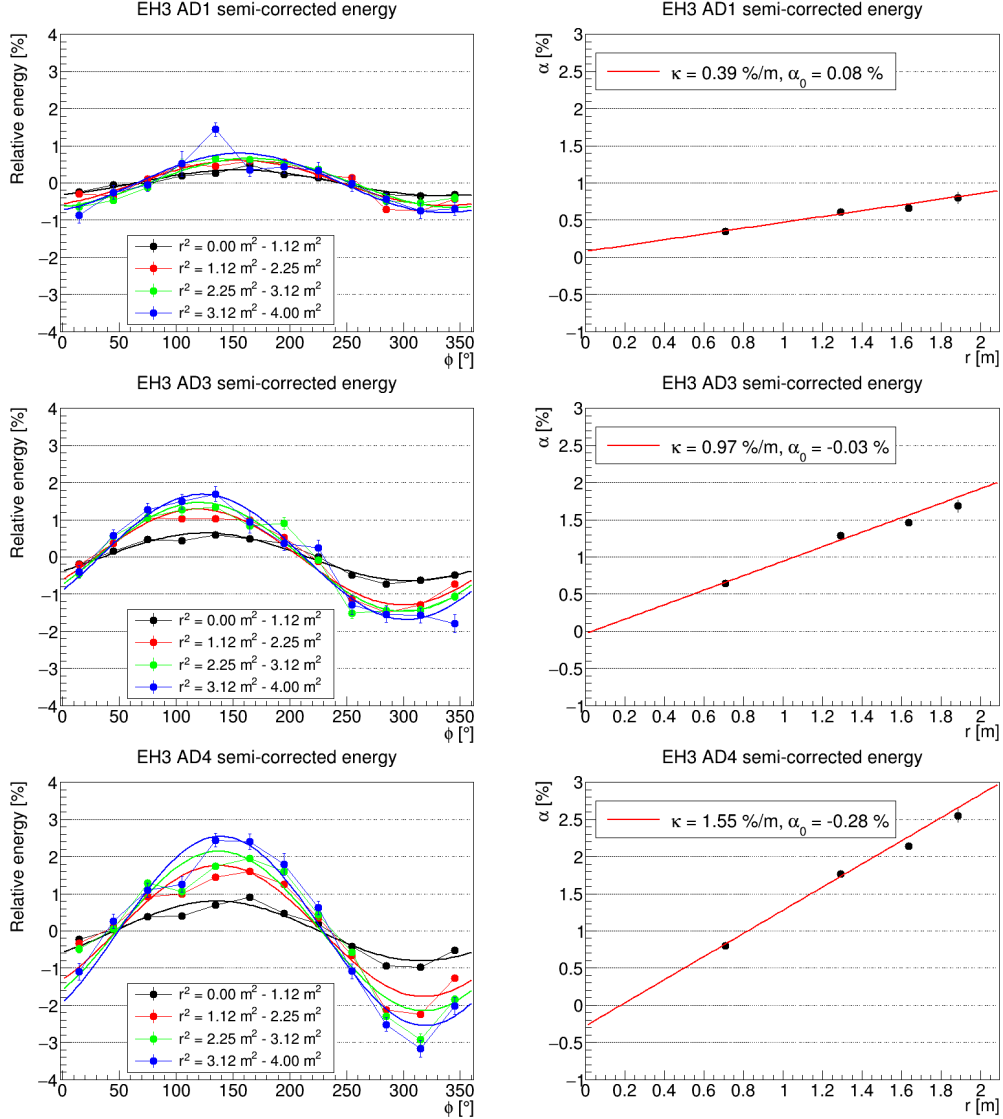 EH3 AD1 semi-corrected energy
Relative energy [%]
4
3
2
1
0
−1
−2
−3
−4
r² = 0.00 m² - 1.12 m²
r² = 1.12 m² - 2.25 m²
r² = 2.25 m² - 3.12 m²
r² = 3.12 m² - 4.00 m²
0 50 100 150 200 250 300 350
ϕ [°]
EH3 AD1 semi-corrected energy
α [%]
3
2.5
2
1.5
1
0.5
0
−0.5
−1
κ = 0.39 %/m, α₀ = 0.08 %
0 0.2 0.4 0.6 0.8 1 1.2 1.4 1.6 1.8 2
r [m]
EH3 AD3 semi-corrected energy
Relative energy [%]
4
3
2
1
0
−1
−2
−3
−4
r² = 0.00 m² - 1.12 m²
r² = 1.12 m² - 2.25 m²
r² = 2.25 m² - 3.12 m²
r² = 3.12 m² - 4.00 m²
0 50 100 150 200 250 300 350
ϕ [°]
EH3 AD3 semi-corrected energy
α [%]
3
2.5
2
1.5
1
0.5
0
−0.5
−1
κ = 0.97 %/m, α₀ = -0.03 %
0 0.2 0.4 0.6 0.8 1 1.2 1.4 1.6 1.8 2
r [m]
EH3 AD4 semi-corrected energy
Relative energy [%]
4
3
2
1
0
−1
−2
−3
−4
r² = 0.00 m² - 1.12 m²
r² = 1.12 m² - 2.25 m²
r² = 2.25 m² - 3.12 m²
r² = 3.12 m² - 4.00 m²
0 50 100 150 200 250 300 350
ϕ [°]
EH3 AD4 semi-corrected energy
α [%]
3
2.5
2
1.5
1
0.5
0
−0.5
−1
κ = 1.55 %/m, α₀ = -0.28 %
0 0.2 0.4 0.6 0.8 1 1.2 1.4 1.6 1.8 2
r [m]